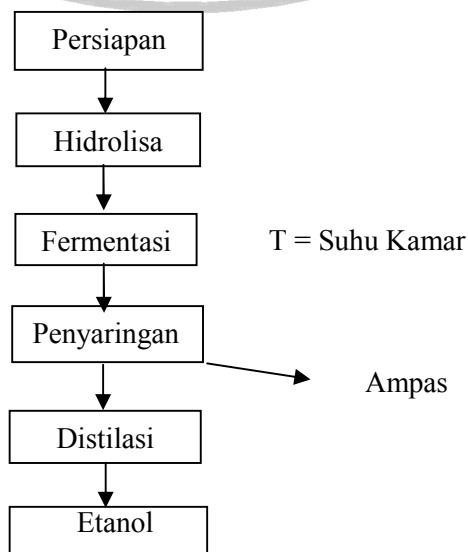 Persiapan
Hidrolisa
Fermentasi
T = Suhu Kamar
Penyaringan
Ampas
Distilasi
Etanol